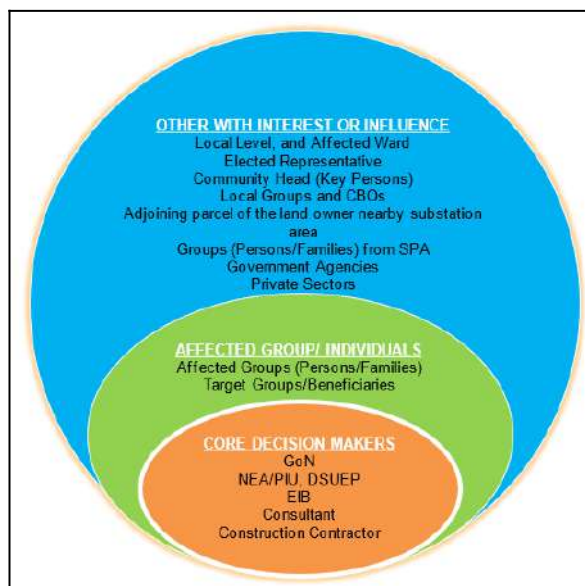 OTHER WITH INTEREST OR INFLUENCE
Local Level, and Affected Ward
Elected Representative
Community Head (Key Persons)
Local Groups and CBOs
Adjoining parcel of the land owner nearby substation
area
Groups (Persons/Families) from SPA
Government Agencies
Private Sectors
AFFECTED GROUP/ INDIVIDUALS
Affected Groups (Persons/Families)
Target Groups/Beneficiaries
CORE DECISION MAKERS
GoN
NEA/PIU, DSUEP
EIB
Consultant
Construction Contractor